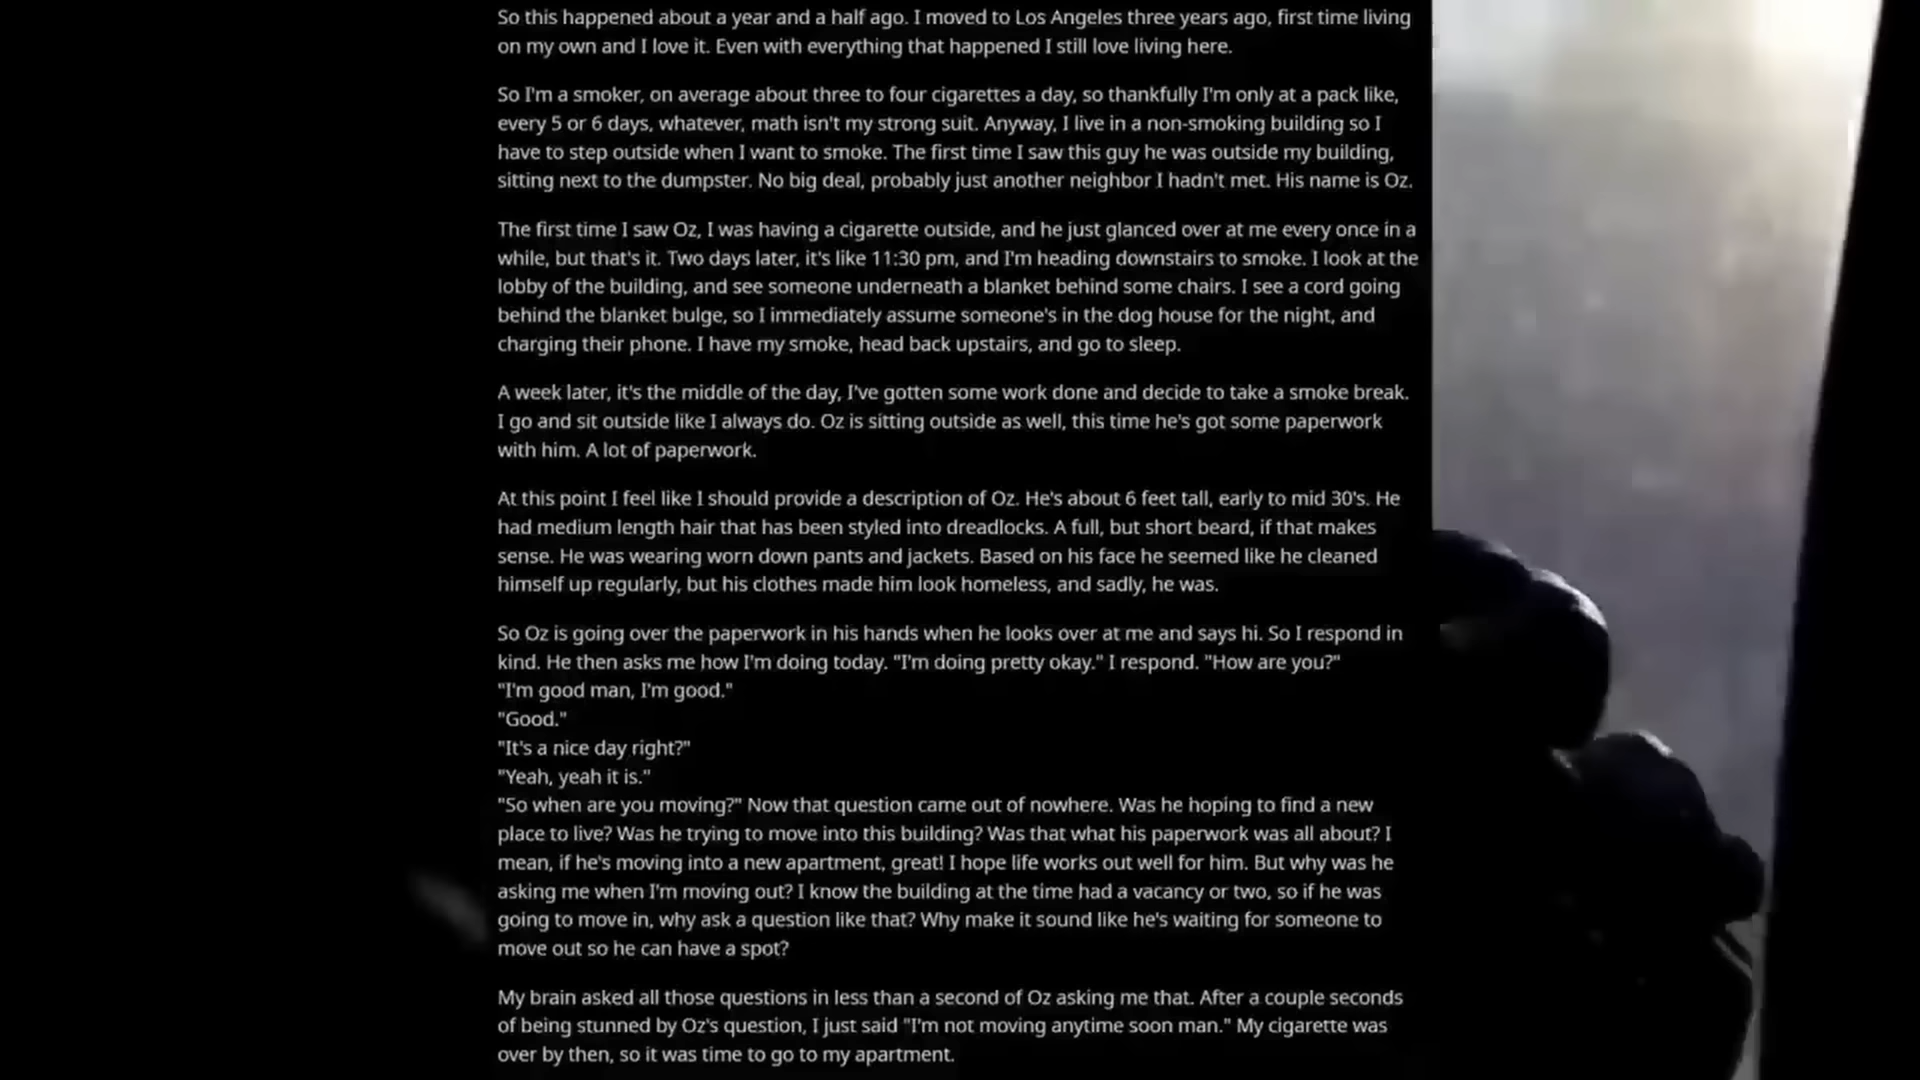 So this happened about a year and a half ago. I moved to Los Angeles three years ago, first time living
on my own and I love it. Even with everything that happened I still love living here.
So I'm a smoker, on average about three to four cigarettes a day, so thankfully I'm only at a pack like,
every 5 or 6 days, whatever, math isn't my strong suit. Anyway, I live in a non-smoking building so I
have to step outside when I want to smoke. The first time I saw this guy he was outside my building,
sitting next to the dumpster. No big deal, probably just another neighbor I hadn't met. His name is Oz.
The first time I saw Oz, I was having a cigarette outside, and he just glanced over at me every once in a
while, but that's it. Two days later, it's like 11:30 pm, and I'm heading downstairs to smoke. I look at the
lobby of the building, and see someone underneath a blanket behind some chairs. I see a cord going
behind the blanket bulge, so I immediately assume someone's in the dog house for the night, and
charging their phone. I have my smoke, head back upstairs, and go to sleep.
A week later, it's the middle of the day, I've gotten some work done and decide to take a smoke break.
I go and sit outside like I always do. Oz is sitting outside as well, this time he's got some paperwork
with him. A lot of paperwork.
At this point I feel like I should provide a description of Oz. He's about 6 feet tall, early to mid 30's. He
had medium length hair that has been styled into dreadlocks. A full, but short beard, if that makes
sense. He was wearing worn down pants and jackets. Based on his face he seemed like he cleaned
himself up regularly, but his clothes made him look homeless, and sadly, he was.
So Oz is going over the paperwork in his hands when he looks over at me and says hi. So I respond in
kind. He then asks me how I'm doing today. "I'm doing pretty okay." I respond. "How are you?"
"I'm good man, I'm good."
"Good."
"It's a nice day right?"
"Yeah, yeah it is."
"So when are you moving?" Now that question came out of nowhere. Was he hoping to find a new
place to live? Was he trying to move into this building? Was that what his paperwork was all about? I
mean, if he's moving into a new apartment, great! I hope life works out well for him. But why was he
asking me when I'm moving out? I know the building at the time had a vacancy or two, so if he was
going to move in, why ask a question like that? Why make it sound like he's waiting for someone to
move out so he can have a spot?
My brain asked all those questions in less than a second of Oz asking me that. After a couple seconds
of being stunned by Oz's question, I just said "I'm not moving anytime soon man." My cigarette was
over by then, so it was time to go to my apartment.